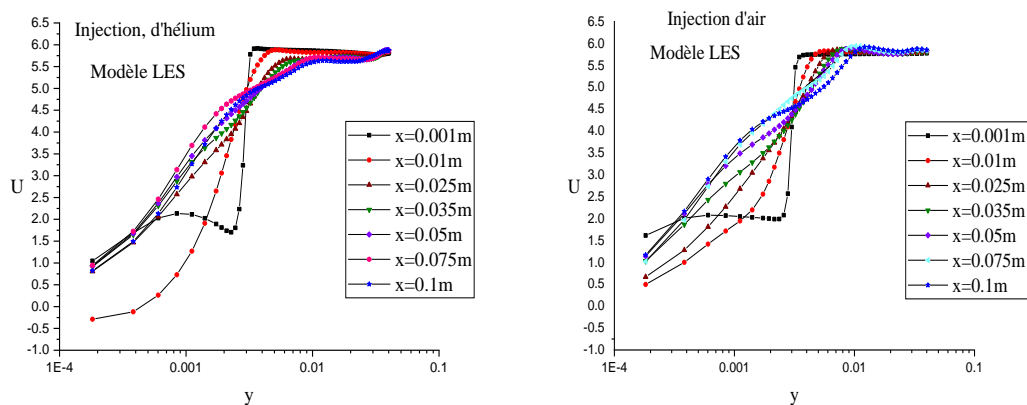 Injection, d'hélium
Modèle LES
6.5
6.0
5.5
5.0
4.5
4.0
3.5
3.0
2.5
2.0
1.5
1.0
0.5
0.0
-0.5
-1.0
U
x=0.001m
x=0.01m
x=0.025m
x=0.035m
x=0.05m
x=0.075m
x=0.1m
1E-4
0.001
0.01
0.1
y
Injection d'air
Modèle LES
6.5
6.0
5.5
5.0
4.5
4.0
3.5
3.0
2.5
2.0
1.5
1.0
0.5
0.0
-0.5
-1.0
U
x=0.001m
x=0.01m
x=0.025m
x=0.035m
x=0.05m
x=0.075m
x=0.1m
1E-4
0.001
0.01
0.1
y